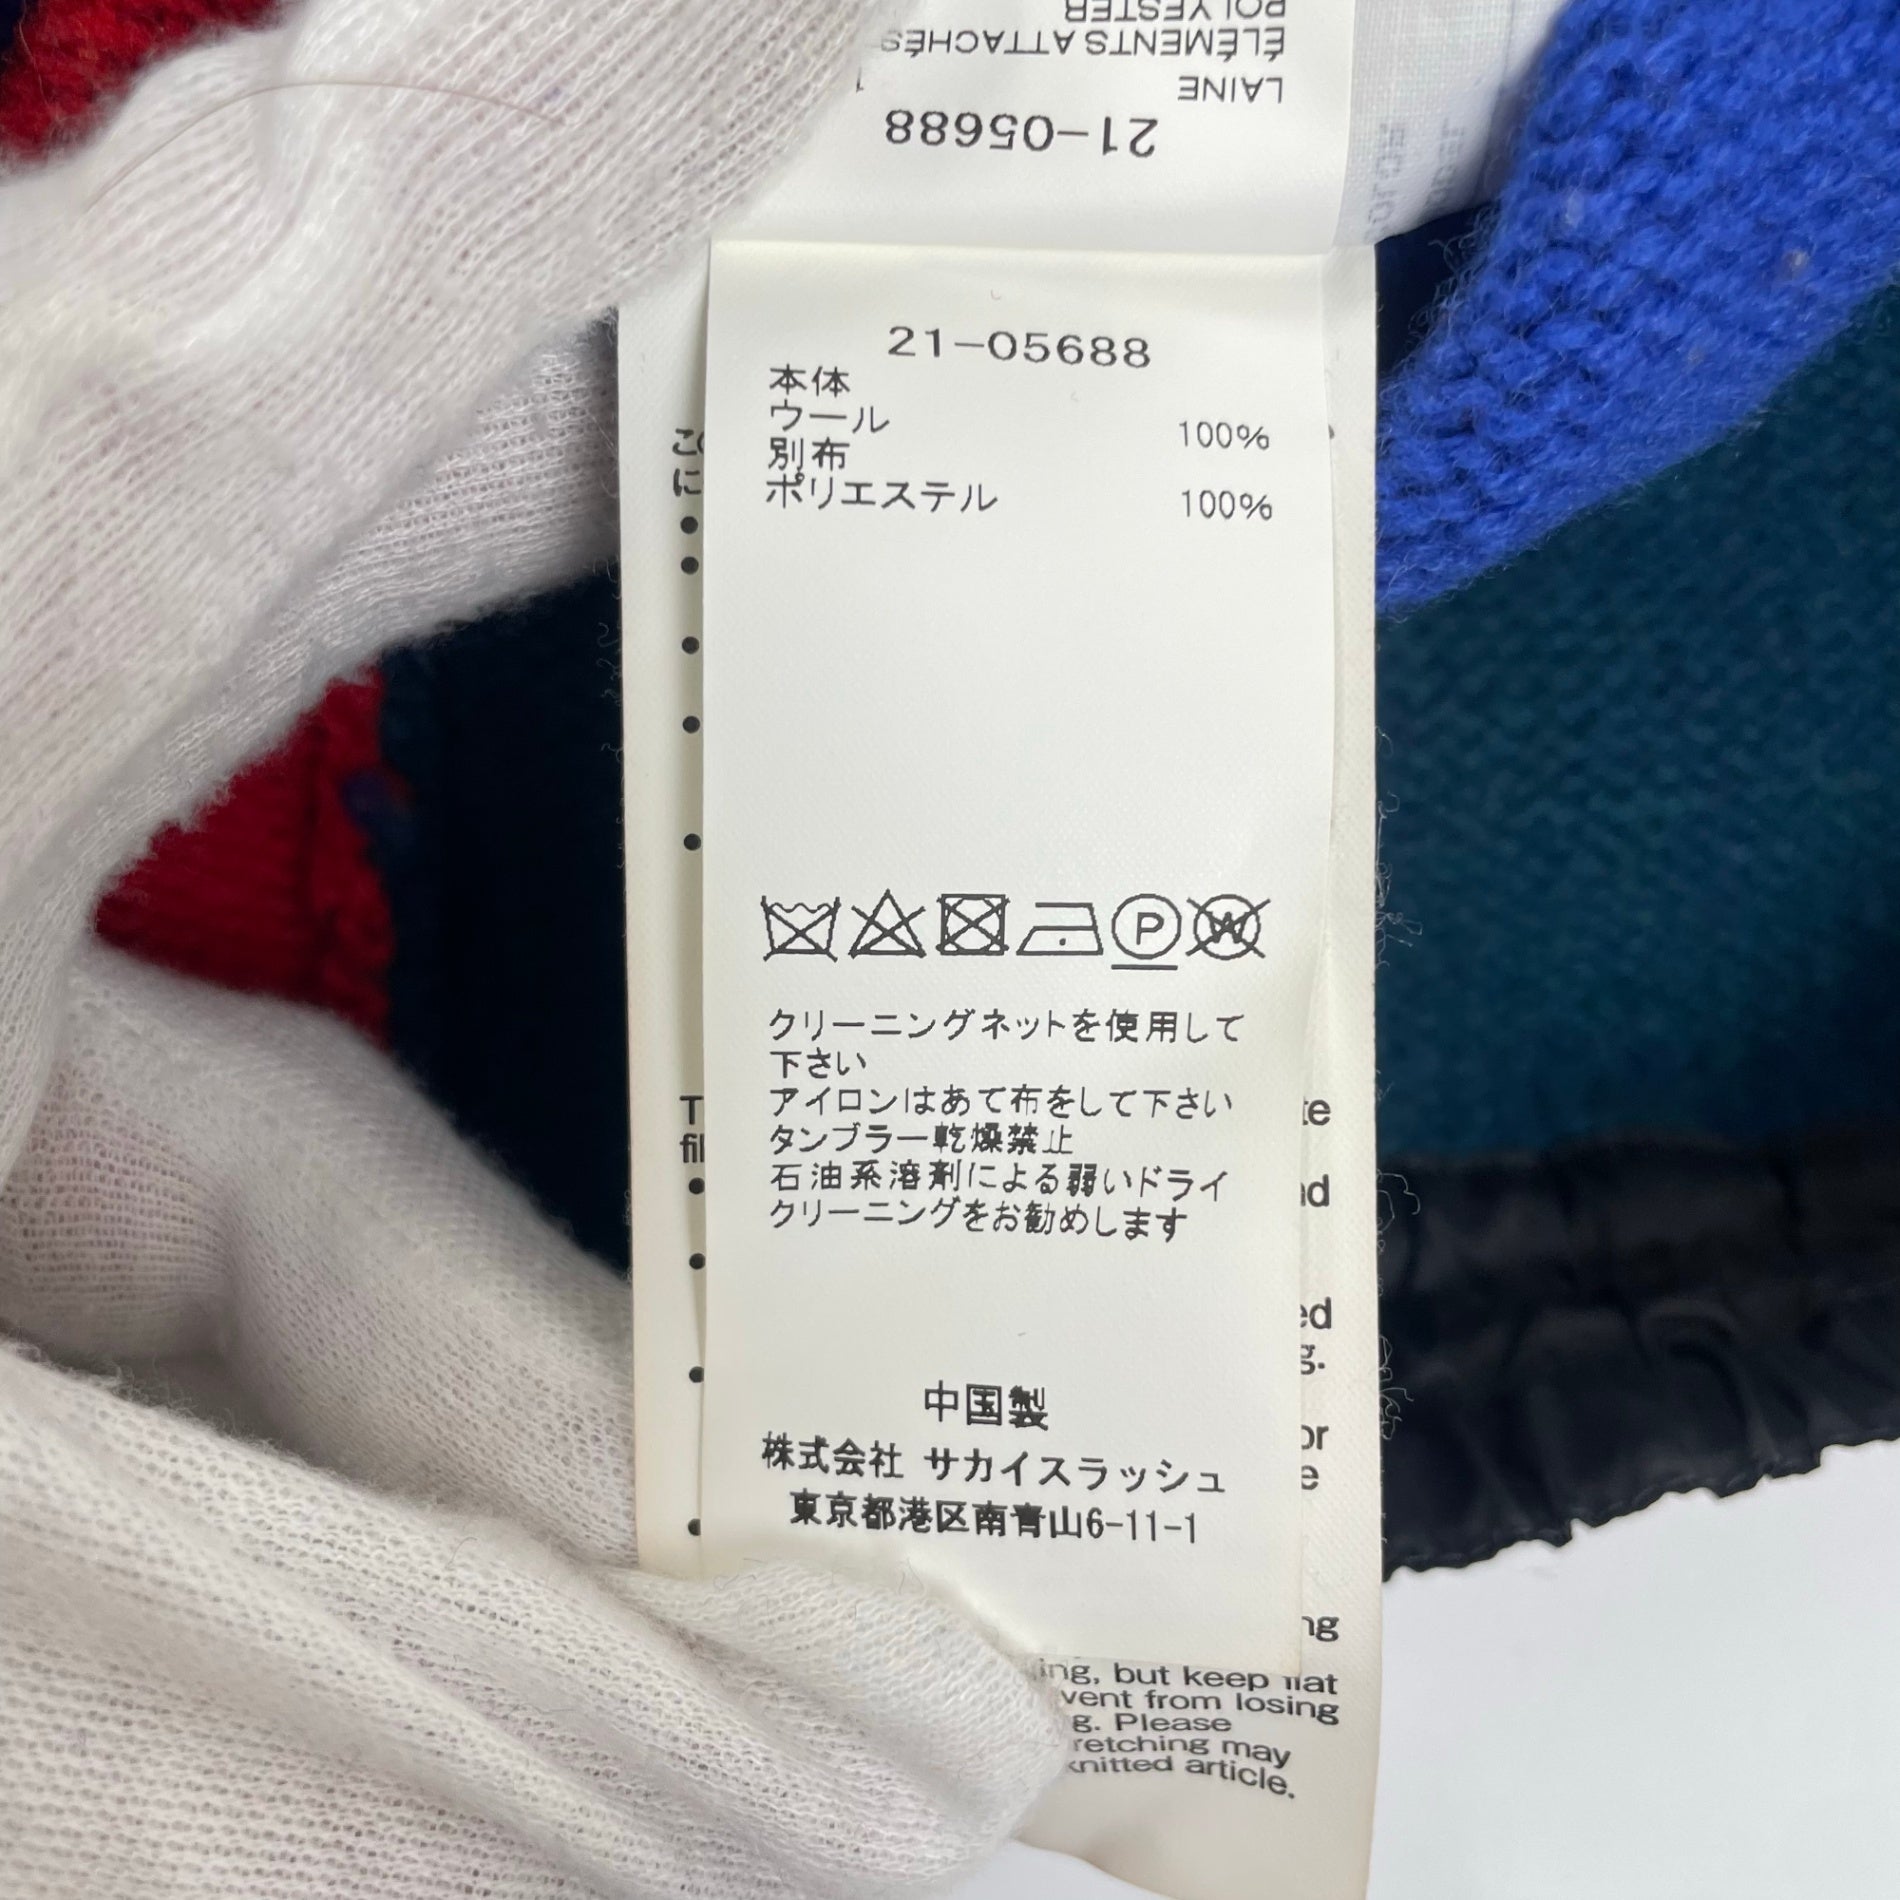 POLYESTER
ÉLÉMENTS ATTACHÉS
LAINE
21-05688
21-05688
本体
ウール 100%
別布
ポリエステル 100%
P
W
クリーニングネットを使用して
下さい
アイロンはあて布をして下さい
タンブラー乾燥禁止
石油系溶剤による弱いドライ
クリーニングをお勧めします
中国製
株式会社 サカイスラッシュ
東京都港区南青山6-11-1
but keep flat
from losing
Please
may
article.